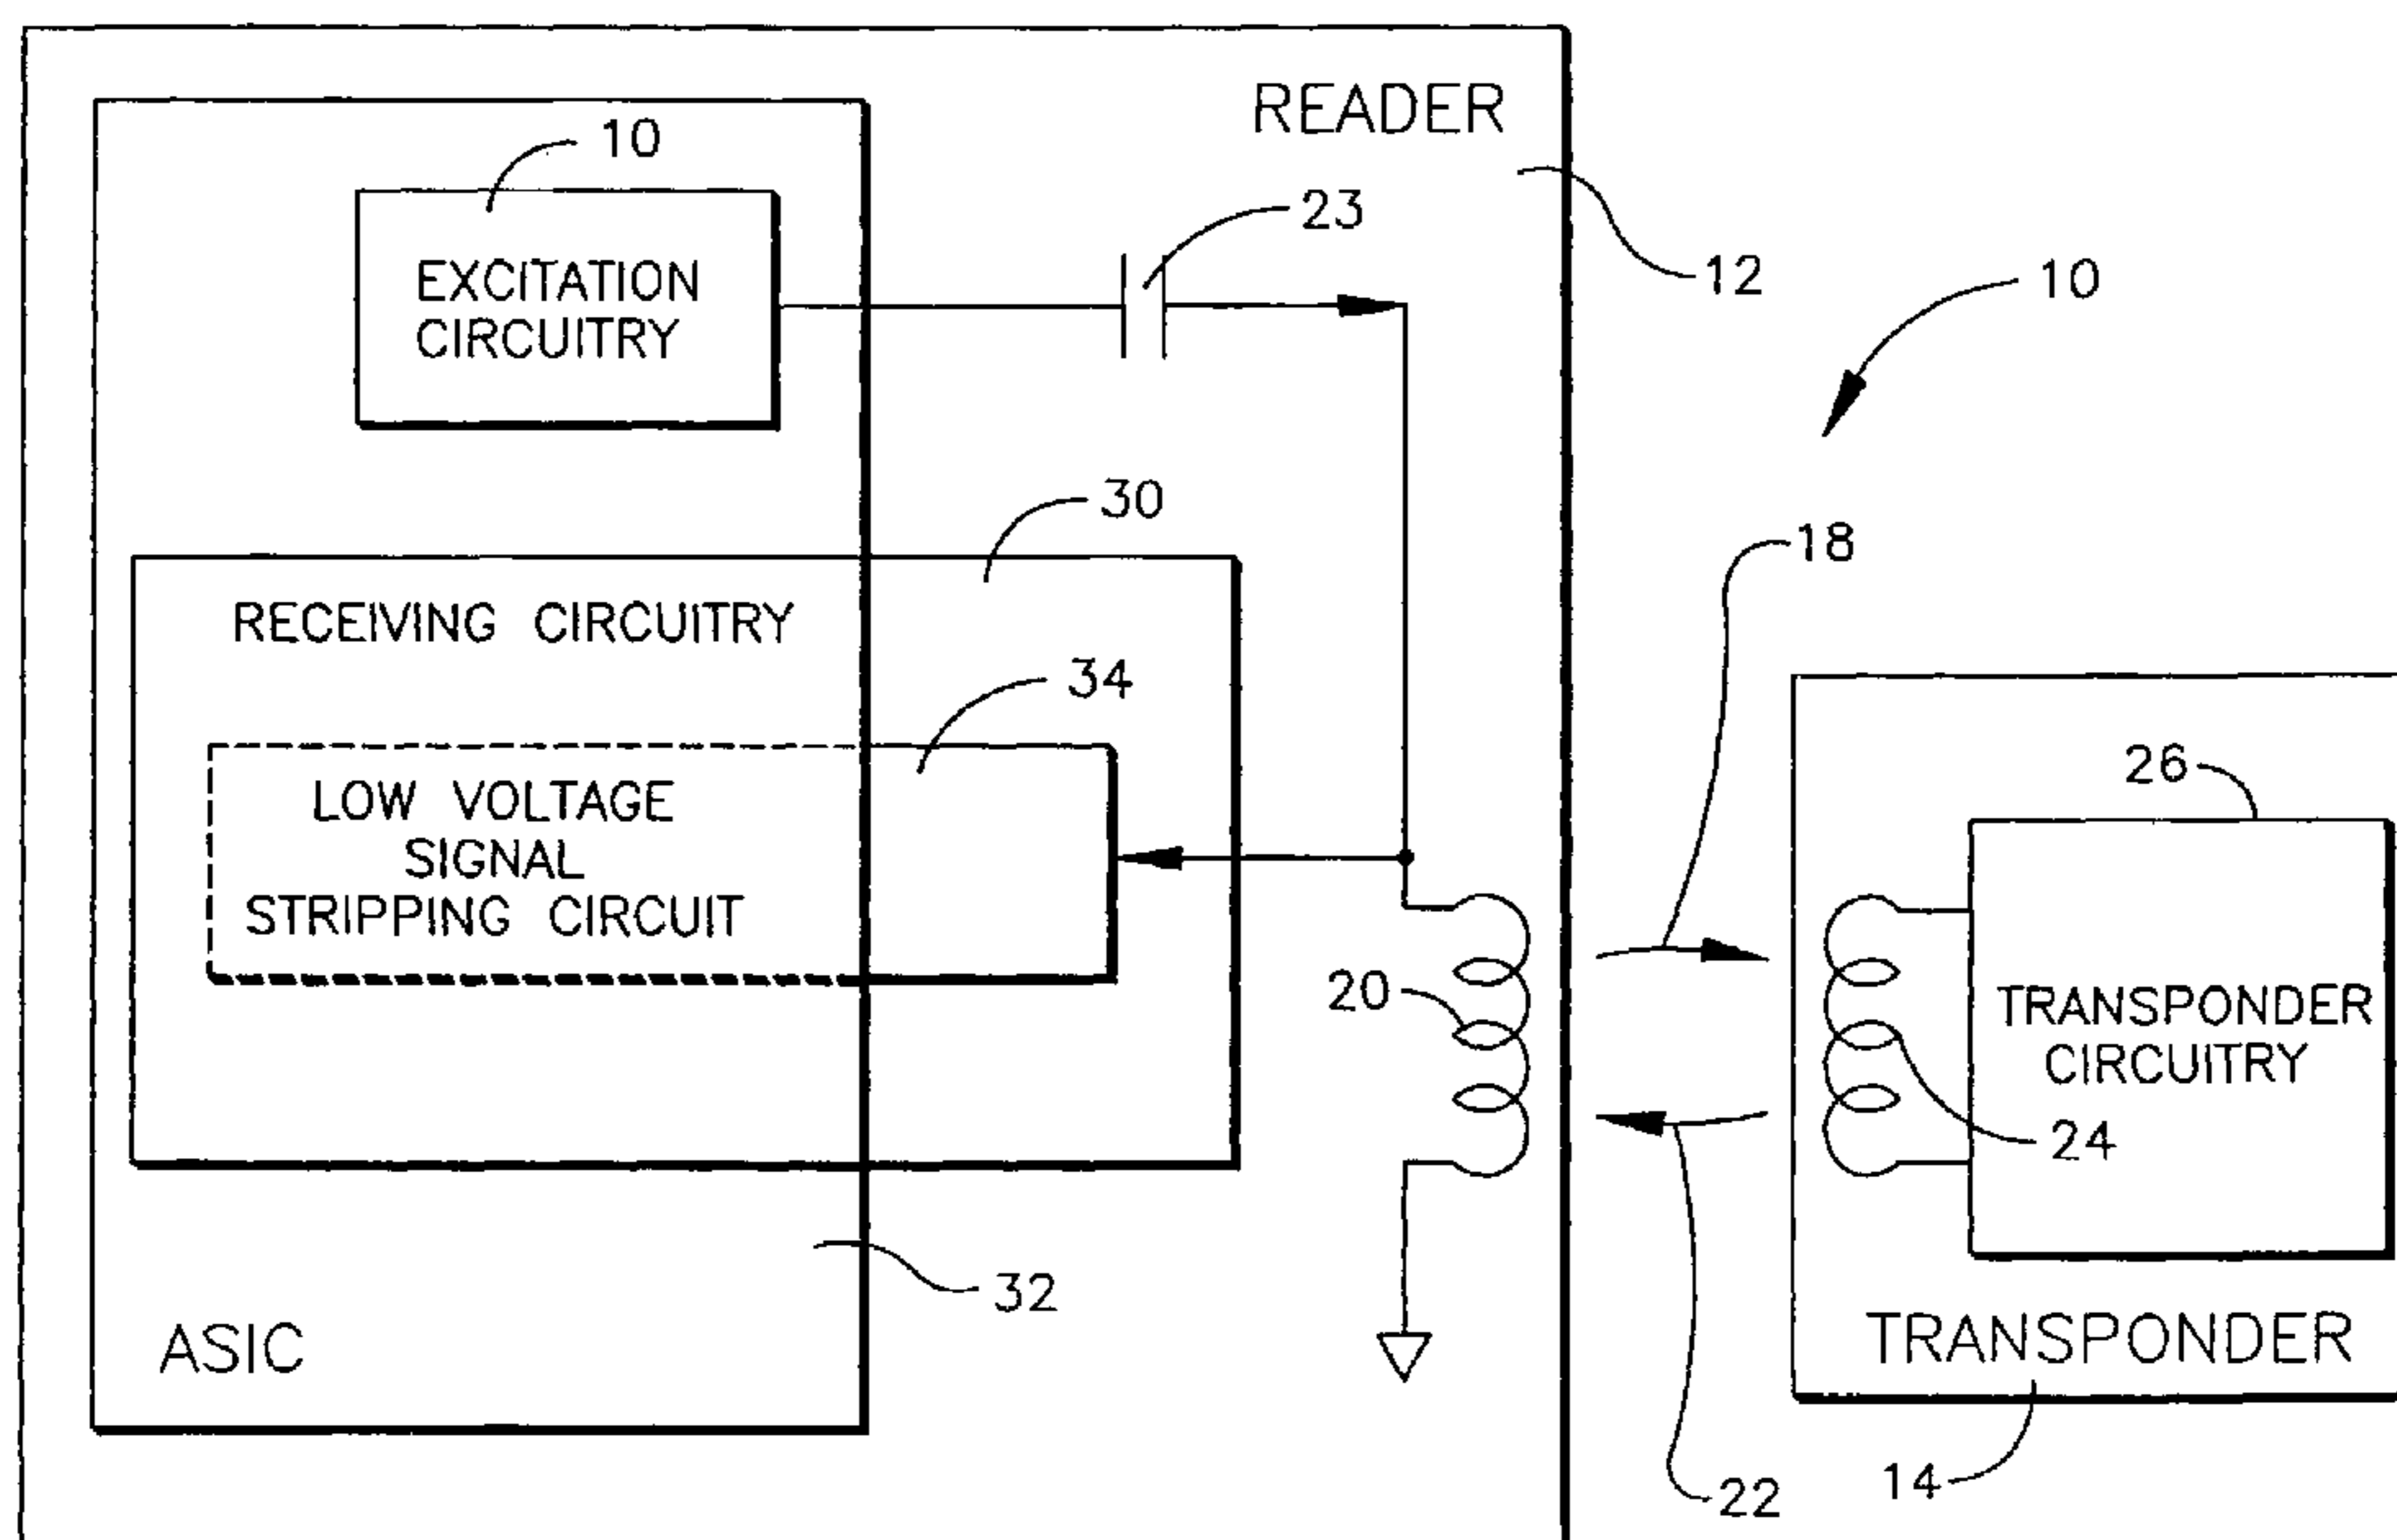 READER
10
EXCITATION
CIRCUITRY
23
12
10
30
18
RECEIVING CIRCUITRY
34
LOW VOLTAGE
SIGNAL
STRIPPING CIRCUIT
26
20
TRANSPONDER
CIRCUITRY
24
32
ASIC
TRANSPONDER
22
14